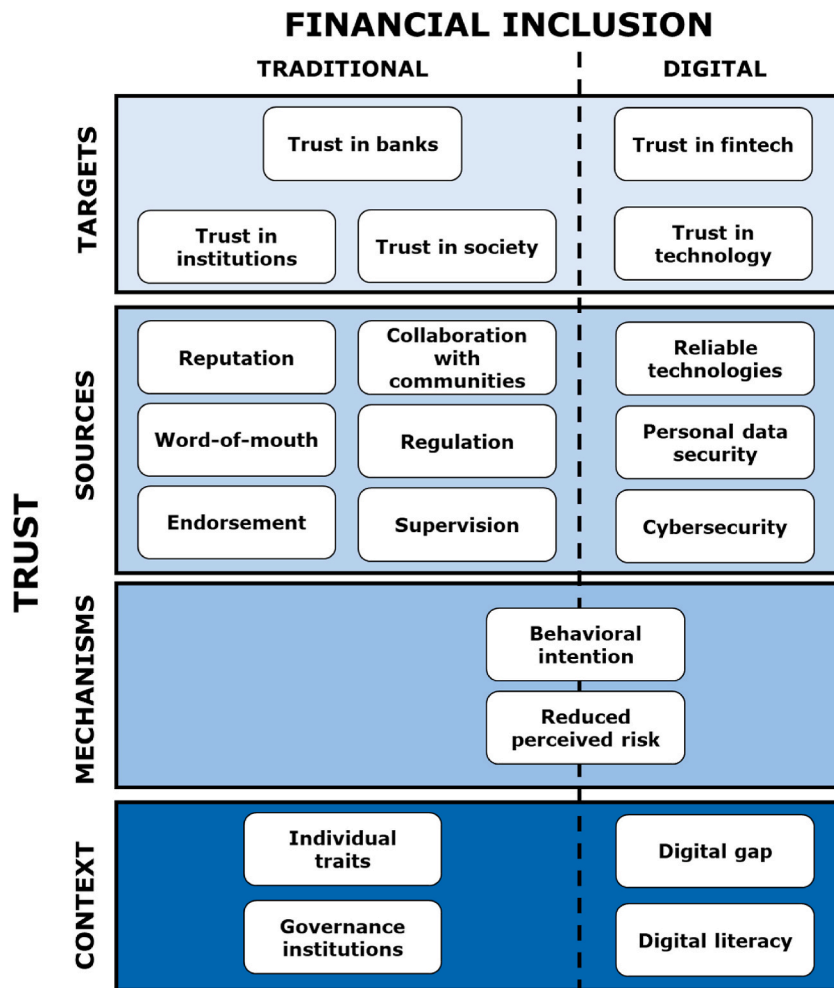 FINANCIAL INCLUSION
TRADITIONAL
DIGITAL
TRUST
TARGETS
Trust in banks
Trust in fintech
Trust in
institutions
Trust in society
Trust in
technology
SOURCES
Reputation
Collaboration
with
communities
Reliable
technologies
Word-of-mouth
Regulation
Personal data
security
Endorsement
Supervision
Cybersecurity
MECHANISMS
Behavioral
intention
Reduced
perceived risk
CONTEXT
Individual
traits
Digital gap
Governance
institutions
Digital literacy